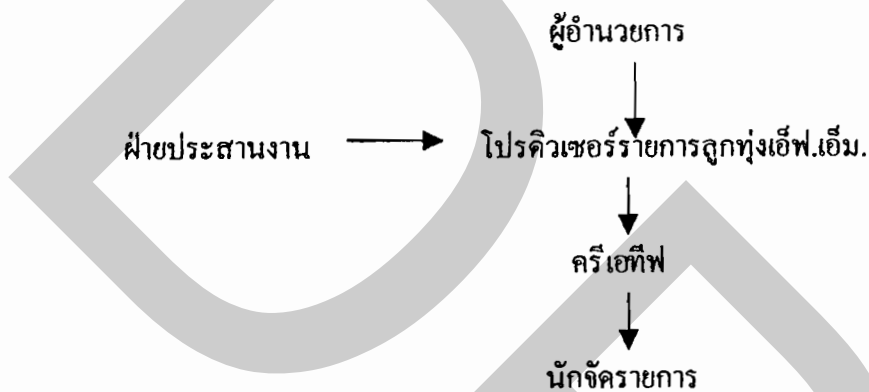 ผู้อำนวยการ
ฝ่ายประสานงาน โปรดิวเซอร์รายการลูกทุ่งเอ็ฟ.เอ็ม.
ครีเอทีฟ
นักจัดรายการ